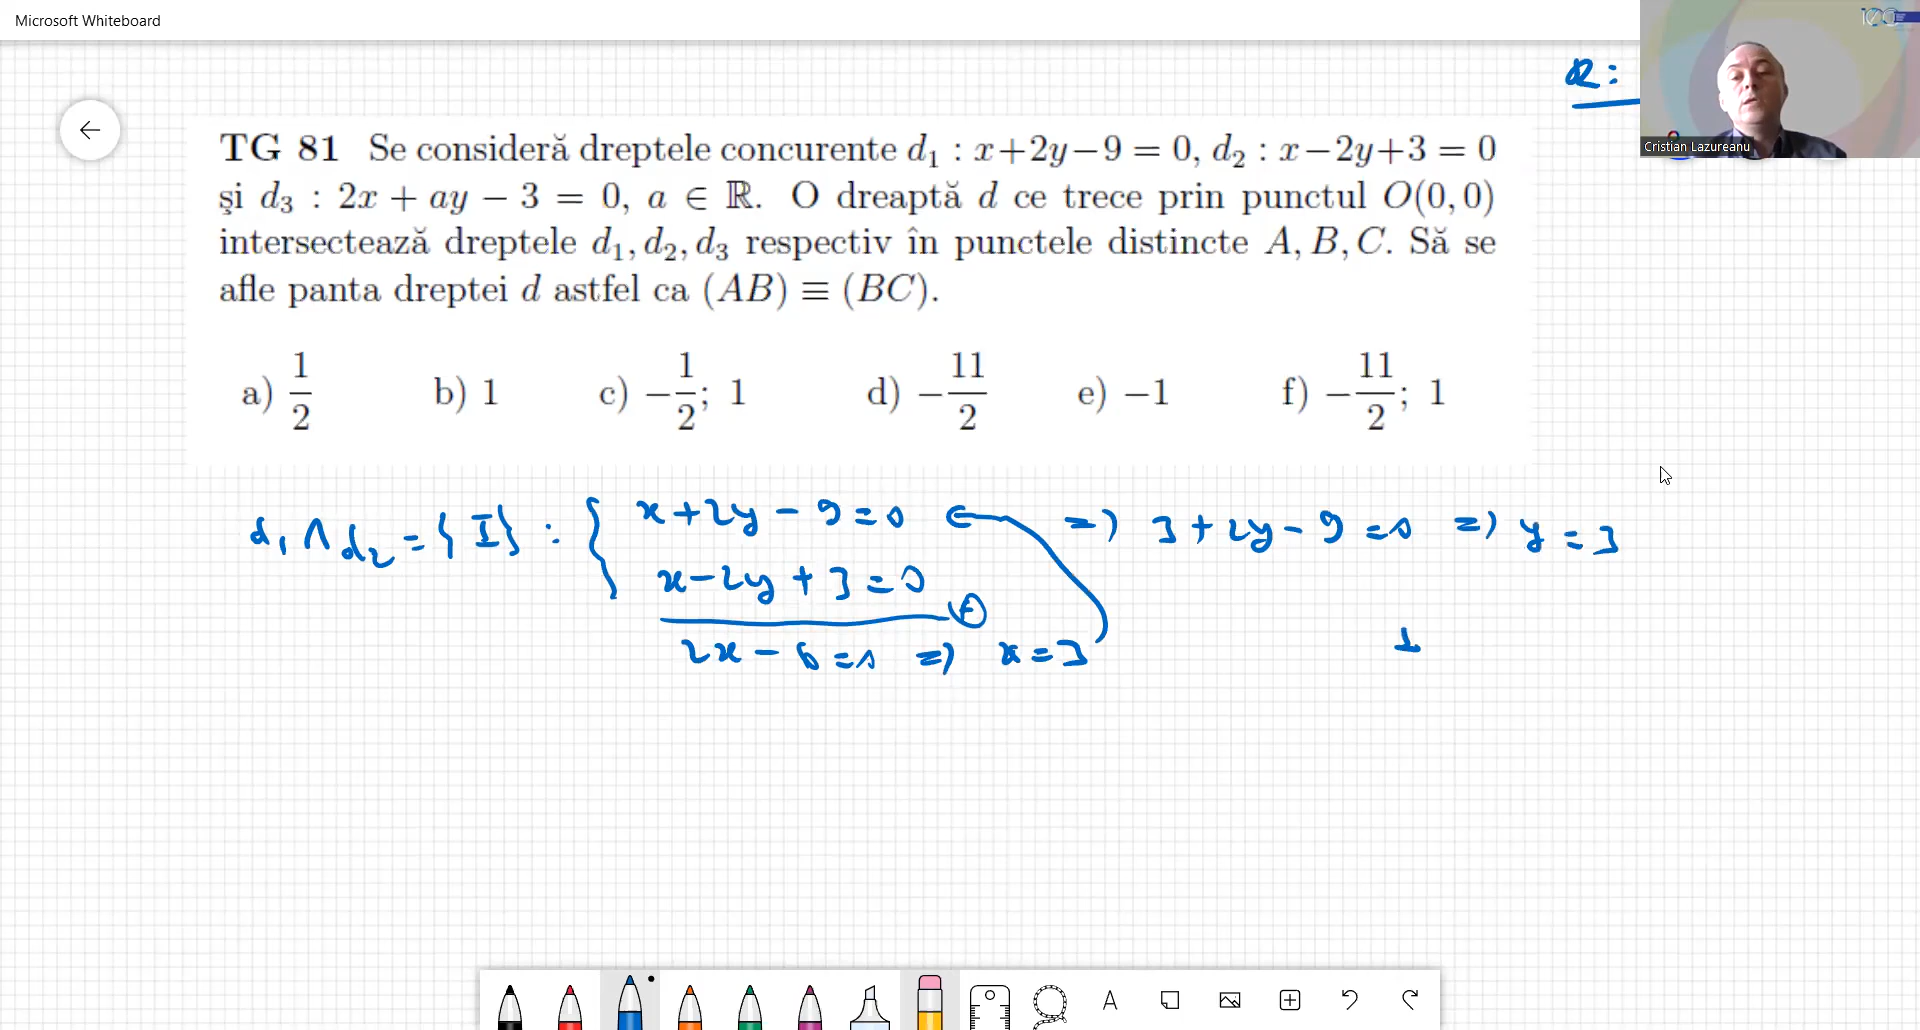 Microsoft Whiteboard
R:
Cristian Lazureanu
TG 81 Se consideră dreptele concurente d₁ : x+2y−9 = 0, d₂ : x−2y+3 = 0
şi d₃ : 2x + ay − 3 = 0, a ∈ ℝ. O dreaptă d ce trece prin punctul O(0,0)
intersectează dreptele d₁, d₂, d₃ respectiv în punctele distincte A, B, C. Să se
afle panta dreptei d astfel ca (AB) ≡ (BC).
a) 1/2 b) 1 c) −1/2; 1 d) −11/2 e) −1 f) −11/2; 1
d₁ ∩ d₂ = {I} : { x+2y−9=0 ⇒ 3+2y−9=0 ⇒ y=3
x−2y+3=0 ⊕
2x−6=0 ⇒ x=3
I
A